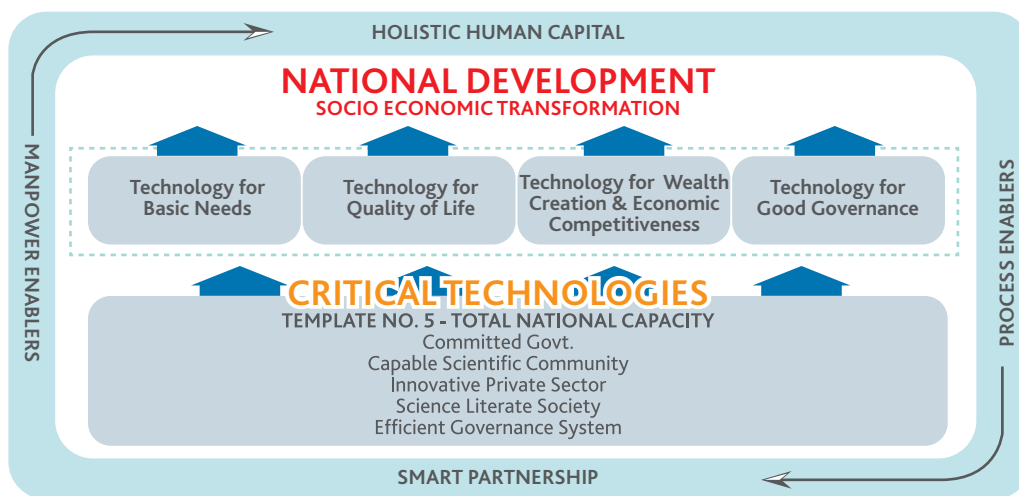 HOLISTIC HUMAN CAPITAL
NATIONAL DEVELOPMENT
SOCIO ECONOMIC TRANSFORMATION
MANPOWER ENABLERS
Technology for
Basic Needs
Technology for
Quality of Life
Technology for Wealth
Creation & Economic
Competitiveness
Technology for
Good Governance
PROCESS ENABLERS
CRITICAL TECHNOLOGIES
TEMPLATE NO. 5 - TOTAL NATIONAL CAPACITY
Committed Govt.
Capable Scientific Community
Innovative Private Sector
Science Literate Society
Efficient Governance System
SMART PARTNERSHIP